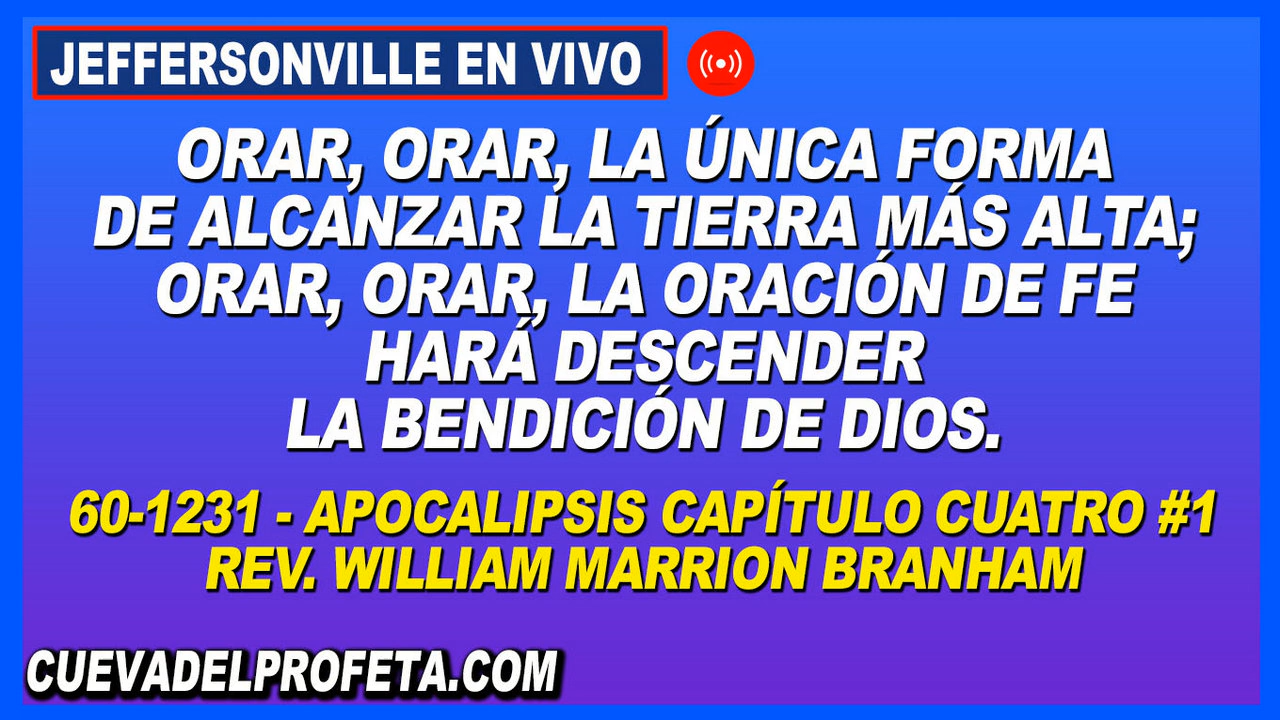 JEFFERSONVILLE EN VIVO
ORAR, ORAR, LA ÚNICA FORMA
DE ALCANZAR LA TIERRA MÁS ALTA;
ORAR, ORAR, LA ORACIÓN DE FE
HARÁ DESCENDER
LA BENDICIÓN DE DIOS.
60-1231 - APOCALIPSIS CAPÍTULO CUATRO #1
REV. WILLIAM MARRION BRANHAM
CUEVADELPROFETA.COM